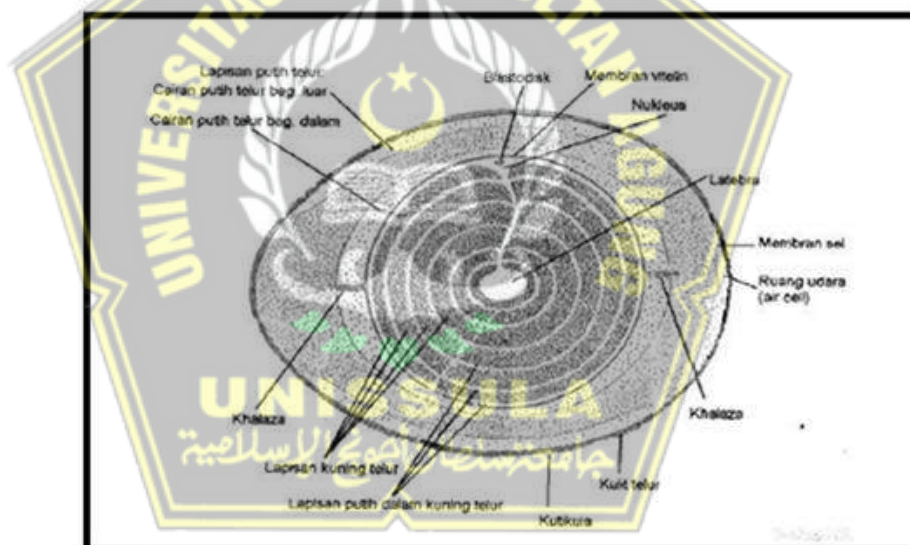 Lapisan putih telur:
Cairan putih telur bag. luar
Cairan putih telur bag. dalam
Blastodisk
Membran vitelin
Nukleus
Latebra
Membran sel
Ruang udara
(air cell)
Khalaza
Khalaza
Lapisan kuning telur
Lapisan putih dalam kuning telur
Kulit telur
Kutikula
UNIVERSITAS
SULTAN AGUNG
UNISSULA
جامعة سلطان أجونج الإسلامية